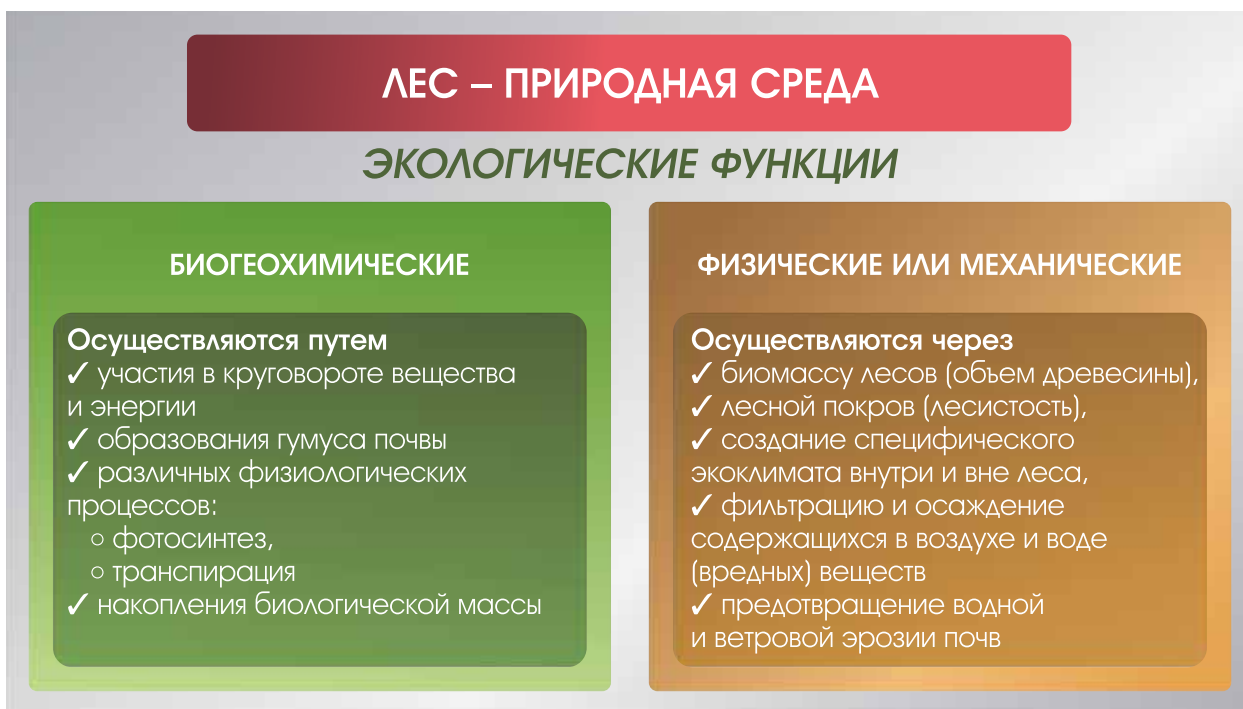 ЛЕС – ПРИРОДНАЯ СРЕДА
ЭКОЛОГИЧЕСКИЕ ФУНКЦИИ
БИОГЕОХИМИЧЕСКИЕ
Осуществляются путем
✓ участия в круговороте вещества
и энергии
✓ образования гумуса почвы
✓ различных физиологических
процессов:
○ фотосинтез,
○ транспирация
✓ накопления биологической массы
ФИЗИЧЕСКИЕ ИЛИ МЕХАНИЧЕСКИЕ
Осуществляются через
✓ биомассу лесов (объем древесины),
✓ лесной покров (лесистость),
✓ создание специфического
экоклимата внутри и вне леса,
✓ фильтрацию и осаждение
содержащихся в воздухе и воде
(вредных) веществ
✓ предотвращение водной
и ветровой эрозии почв